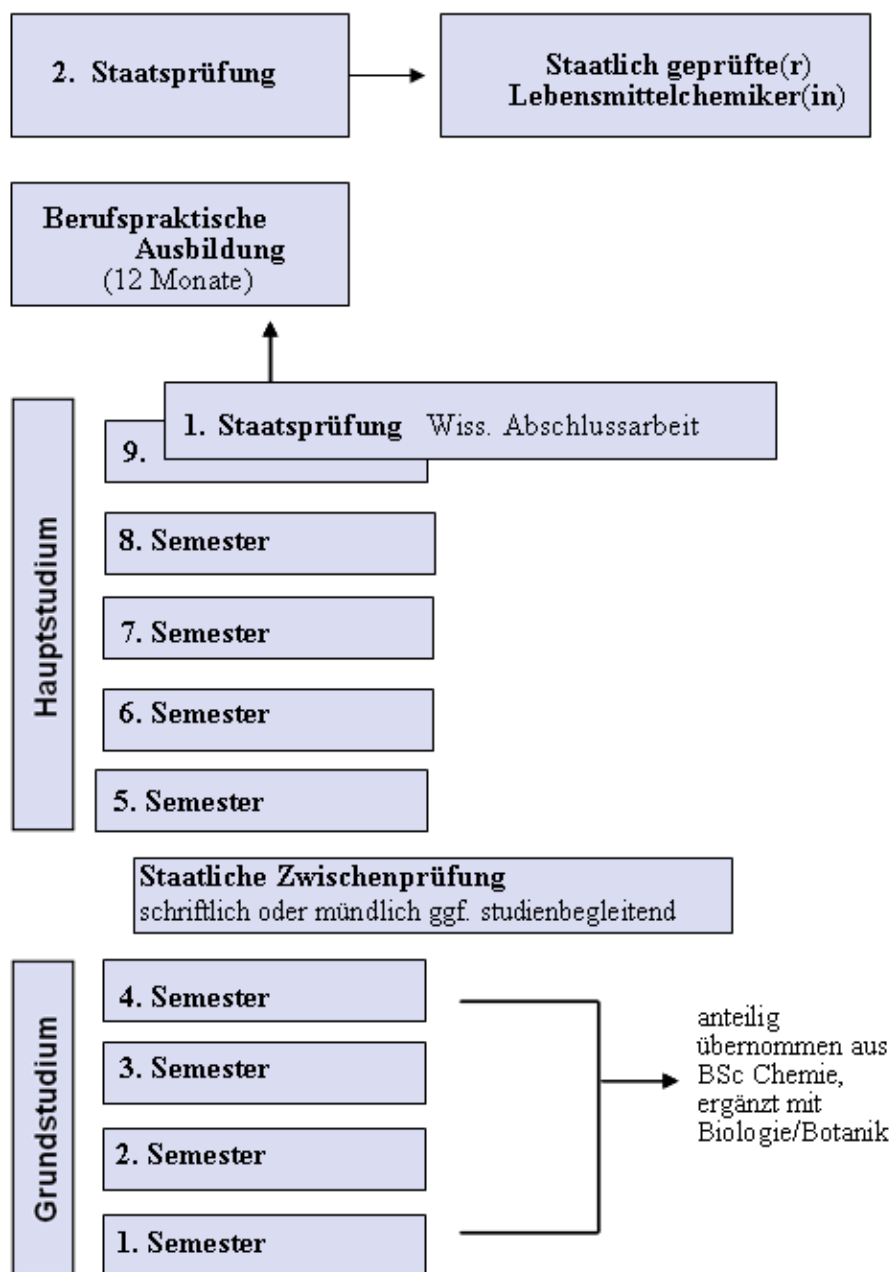 2. Staatsprüfung
Staatlich geprüfte(r)
Lebensmittelchemiker(in)
Berufspraktische
Ausbildung
(12 Monate)
Hauptstudium
1. Staatsprüfung Wiss. Abschlussarbeit
9.
8. Semester
7. Semester
6. Semester
5. Semester
Staatliche Zwischenprüfung
schriftlich oder mündlich ggf. studienbegleitend
Grundstudium
4. Semester
3. Semester
2. Semester
1. Semester
anteilig
übernommen aus
BSc Chemie,
ergänzt mit
Biologie/Botanik